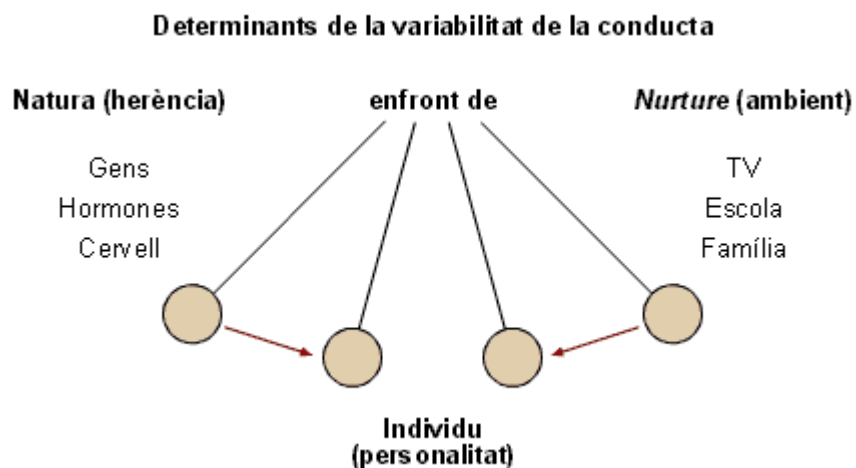 Determinants de la variabilitat de la conducta
Natura (herència) enfront de Nurture (ambient)
Gens
Hormones
Cervell
TV
Escola
Família
Individu
(personalitat)